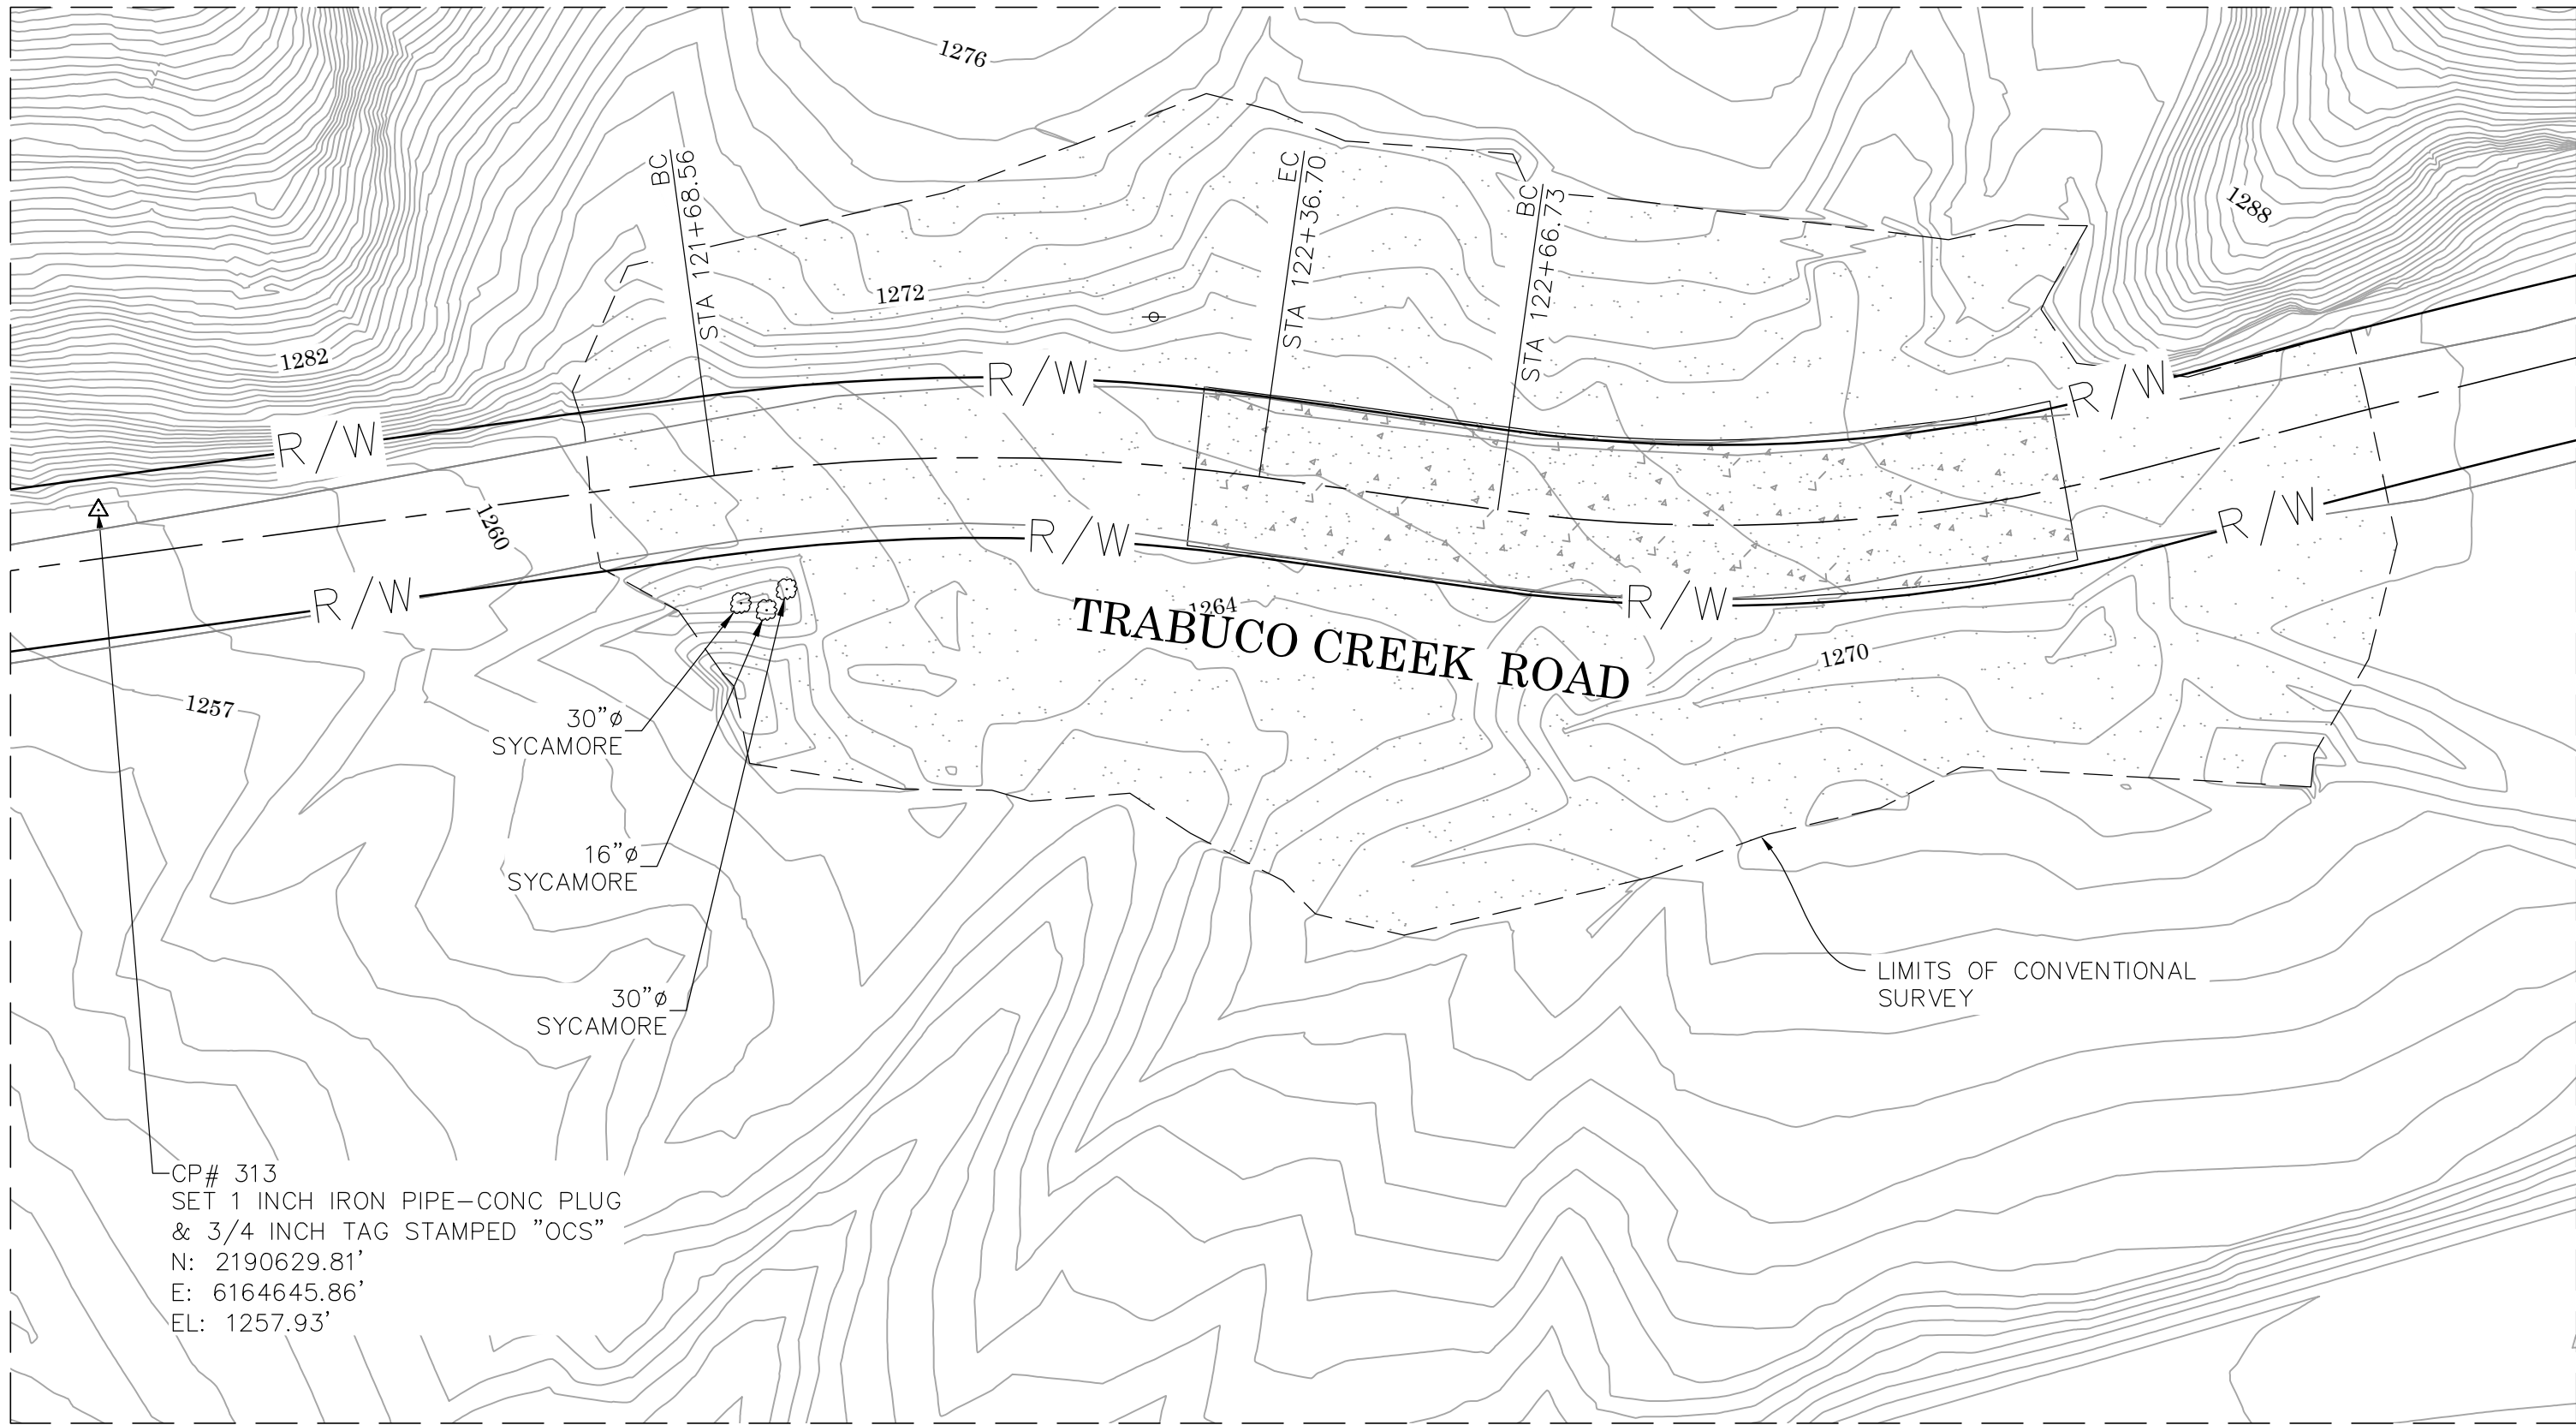 1276
BC
STA 121+68.56
EC
STA 122+36.70
BC
STA 122+66.73
1288
1272
1282
R/W
R/W
R/W
1260
R/W
R/W
R/W
R/W
1264
TRABUCO CREEK ROAD
1270
1257
30"ø
SYCAMORE
16"ø
SYCAMORE
30"ø
SYCAMORE
LIMITS OF CONVENTIONAL
SURVEY
CP# 313
SET 1 INCH IRON PIPE-CONC PLUG
& 3/4 INCH TAG STAMPED "OCS"
N: 2190629.81'
E: 6164645.86'
EL: 1257.93'